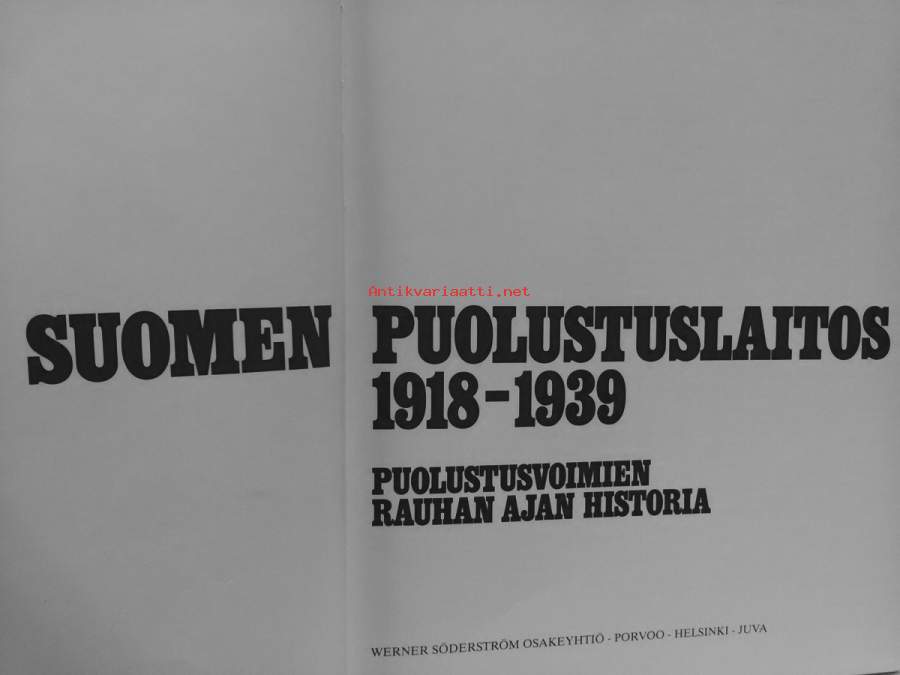 Antikvariaatti.net
SUOMEN PUOLUSTUSLAITOS
1918-1939
PUOLUSTUSVOIMIEN
RAUHAN AJAN HISTORIA
WERNER SÖDERSTRÖM OSAKEYHTIÖ - PORVOO - HELSINKI - JUVA